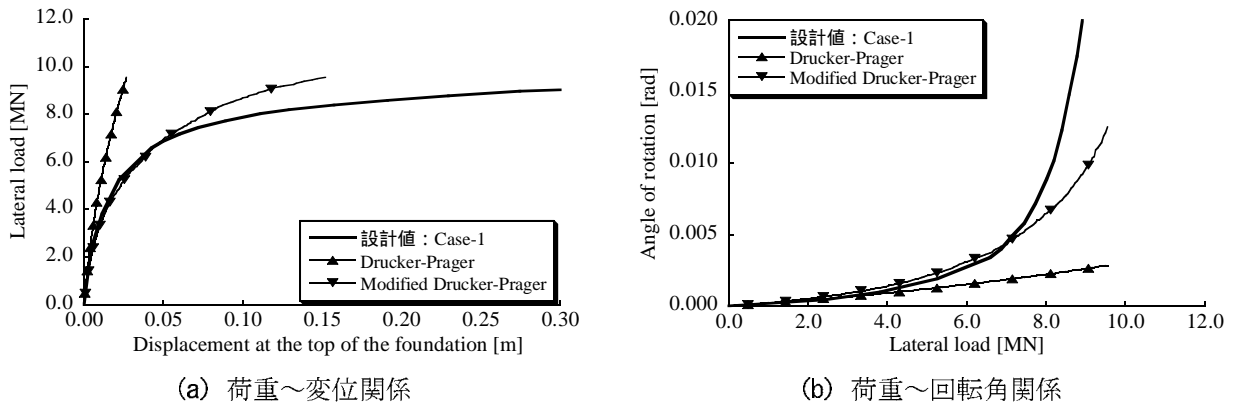 12.0
10.0
8.0
6.0
4.0
2.0
0.0
Lateral load [MN]
設計値：Case-1
Drucker-Prager
Modified Drucker-Prager
0.00 0.05 0.10 0.15 0.20 0.25 0.30
Displacement at the top of the foundation [m]
(a) 荷重～変位関係
0.020
0.015
0.010
0.005
0.000
Angle of rotation [rad]
設計値：Case-1
Drucker-Prager
Modified Drucker-Prager
0.0 2.0 4.0 6.0 8.0 10.0 12.0
Lateral load [MN]
(b) 荷重～回転角関係